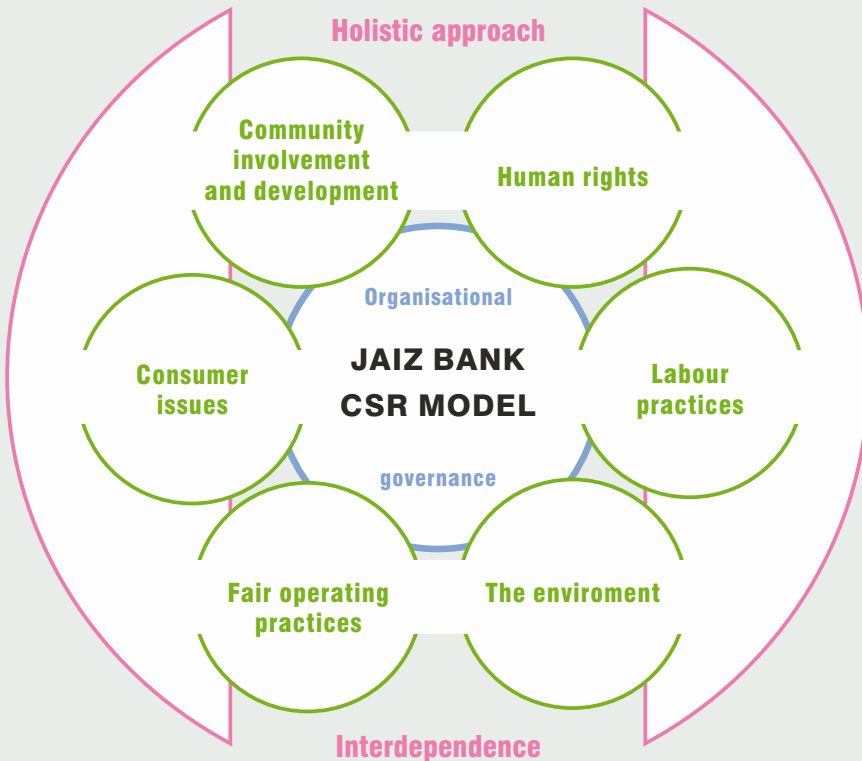 Holistic approach
Community
involvement
and development
Human rights
Organisational
JAIZ BANK
CSR MODEL
Consumer
issues
Labour
practices
governance
Fair operating
practices
The enviroment
Interdependence